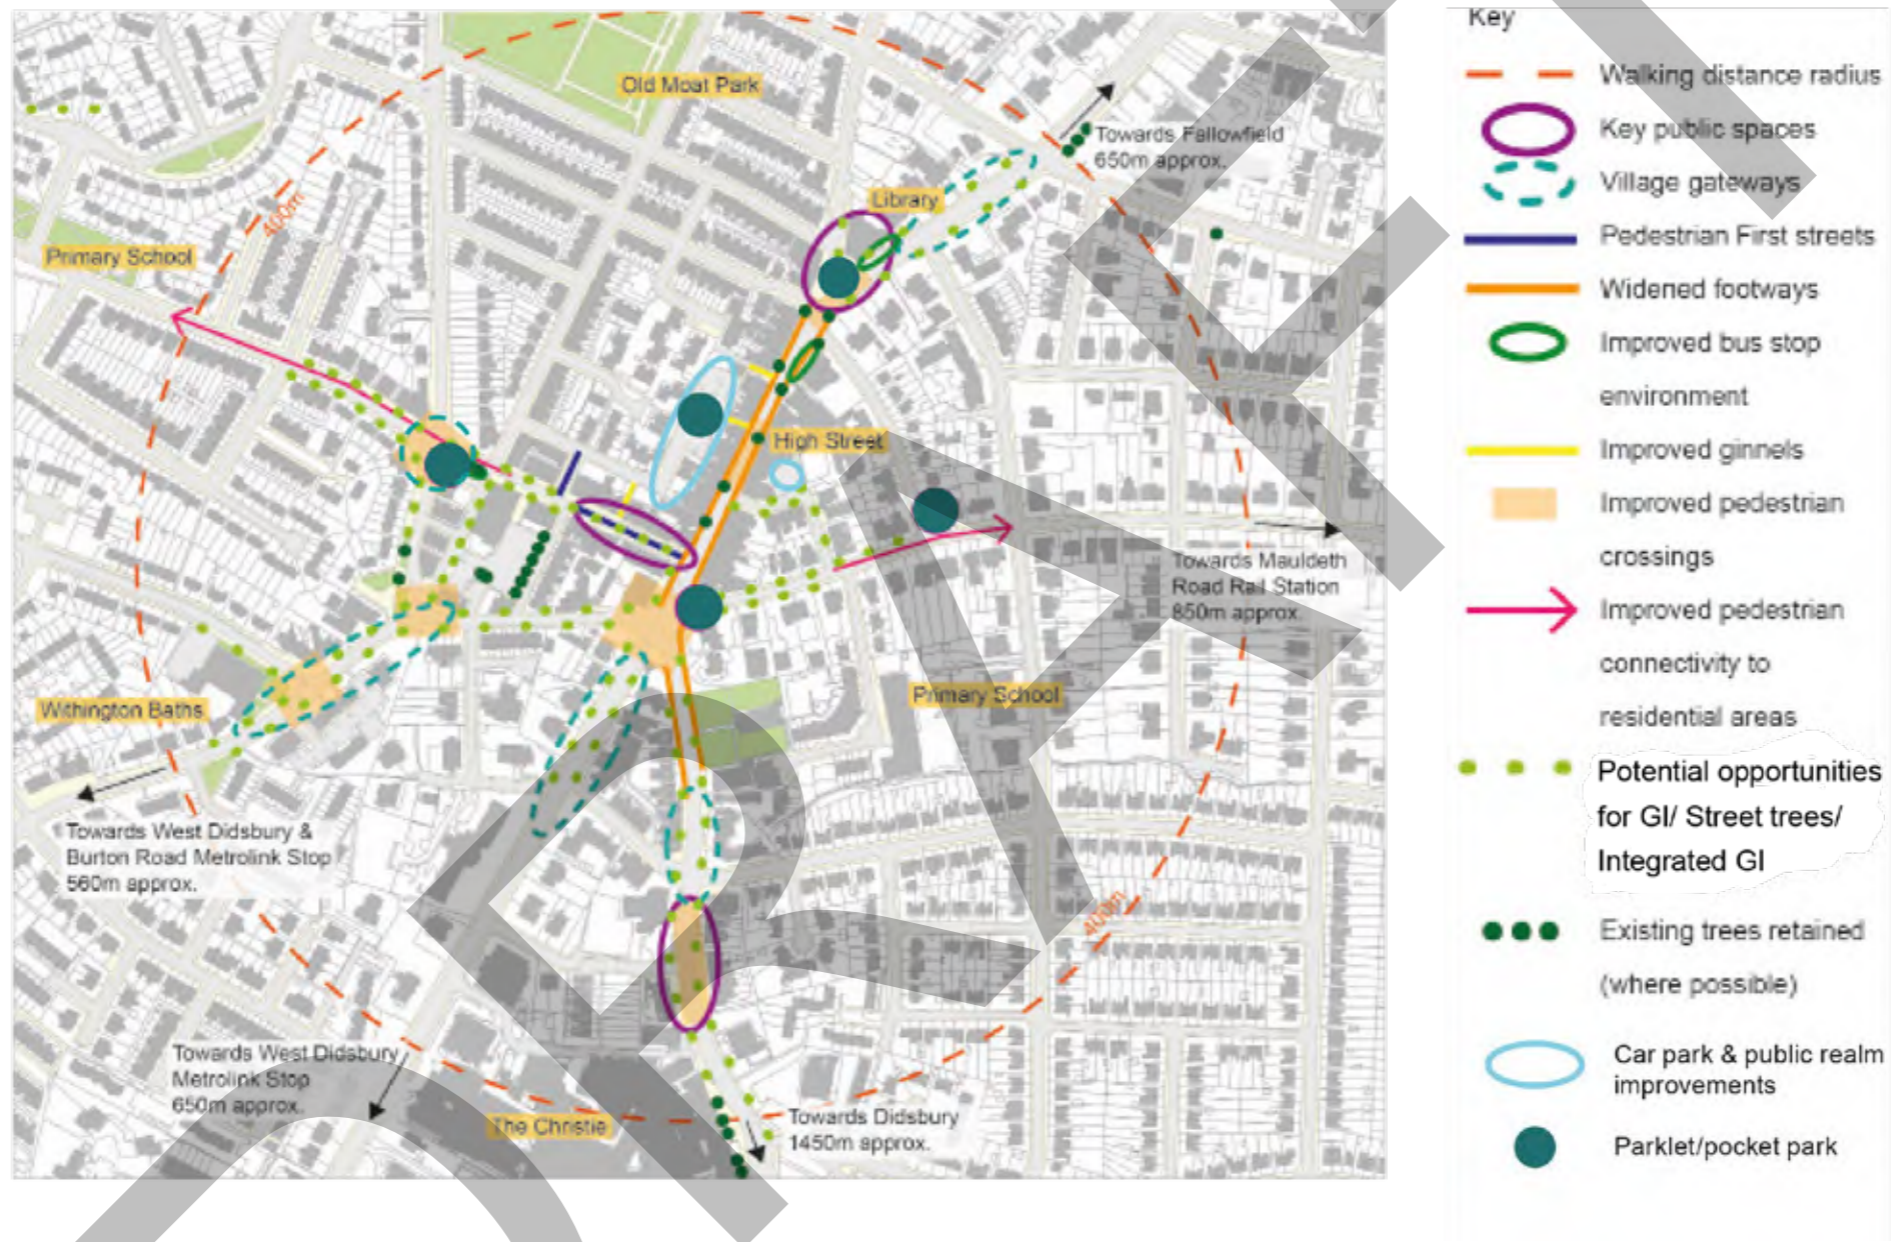 Old Moat Park
Towards Fallowfield
650m approx.
Library
400m
Primary School
High Street
Towards Mauldeth
Road Rail Station
850m approx.
Primary School
Withington Baths
Towards West Didsbury &
Burton Road Metrolink Stop
560m approx.
400m
Towards West Didsbury
Metrolink Stop
650m approx.
The Christie
Towards Didsbury
1450m approx.
Key
Walking distance radius
Key public spaces
Village gateways
Pedestrian First streets
Widened footways
Improved bus stop
environment
Improved ginnels
Improved pedestrian
crossings
Improved pedestrian
connectivity to
residential areas
Potential opportunities
for GI/ Street trees/
Integrated GI
Existing trees retained
(where possible)
Car park & public realm
improvements
Parklet/pocket park
DRAFT